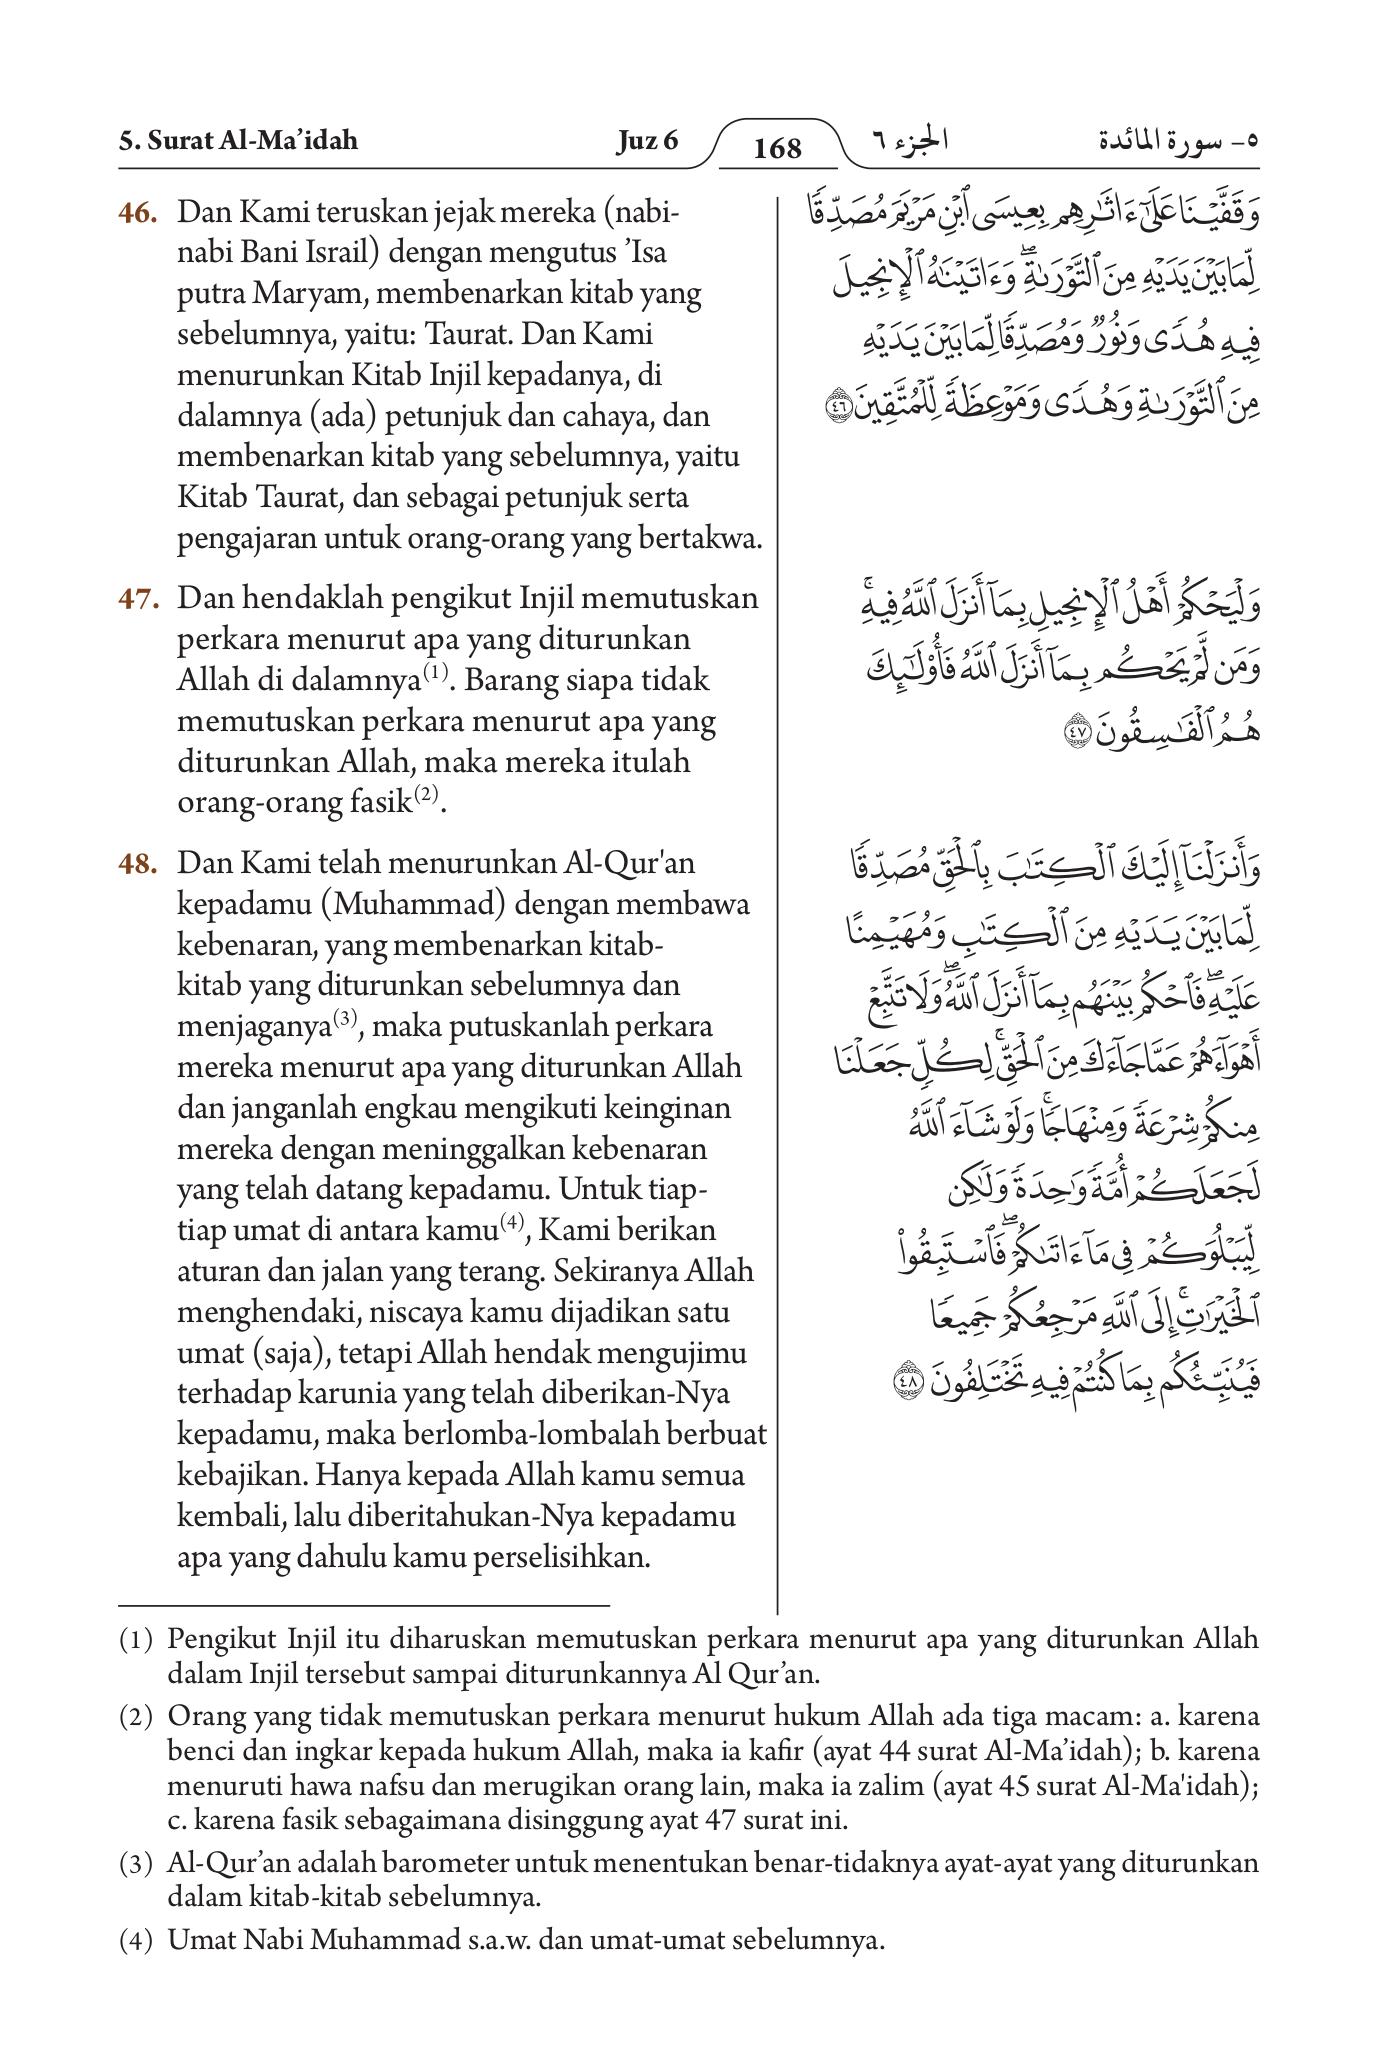 5. Surat Al-Ma’idah
Juz 6
168
الجزء ٦
٥- سورة المائدة
46. Dan Kami teruskan jejak mereka (nabi-
nabi Bani Israil) dengan mengutus ’Isa
putra Maryam, membenarkan kitab yang
sebelumnya, yaitu: Taurat. Dan Kami
menurunkan Kitab Injil kepadanya, di
dalamnya (ada) petunjuk dan cahaya, dan
membenarkan kitab yang sebelumnya, yaitu
Kitab Taurat, dan sebagai petunjuk serta
pengajaran untuk orang-orang yang bertakwa.
وَقَفَّيْنَا عَلَىٰٓ ءَاثَٰرِهِم بِعِيسَى ٱبْنِ مَرْيَمَ مُصَدِّقًا
لِّمَا بَيْنَ يَدَيْهِ مِنَ ٱلتَّوْرَىٰةِۖ وَءَاتَيْنَٰهُ ٱلْإِنجِيلَ
فِيهِ هُدًى وَنُورٌ وَمُصَدِّقًا لِّمَا بَيْنَ يَدَيْهِ
مِنَ ٱلتَّوْرَىٰةِ وَهُدًى وَمَوْعِظَةً لِّلْمُتَّقِينَ ٤٦
47. Dan hendaklah pengikut Injil memutuskan
perkara menurut apa yang diturunkan
Allah di dalamnya(1). Barang siapa tidak
memutuskan perkara menurut apa yang
diturunkan Allah, maka mereka itulah
orang-orang fasik(2).
وَلْيَحْكُمْ أَهْلُ ٱلْإِنجِيلِ بِمَآ أَنزَلَ ٱللَّهُ فِيهِۚ
وَمَن لَّمْ يَحْكُم بِمَآ أَنزَلَ ٱللَّهُ فَأُوْلَٰٓئِكَ
هُمُ ٱلْفَٰسِقُونَ ٤٧
48. Dan Kami telah menurunkan Al-Qur'an
kepadamu (Muhammad) dengan membawa
kebenaran, yang membenarkan kitab-
kitab yang diturunkan sebelumnya dan
menjaganya(3), maka putuskanlah perkara
mereka menurut apa yang diturunkan Allah
dan janganlah engkau mengikuti keinginan
mereka dengan meninggalkan kebenaran
yang telah datang kepadamu. Untuk tiap-
tiap umat di antara kamu(4), Kami berikan
aturan dan jalan yang terang. Sekiranya Allah
menghendaki, niscaya kamu dijadikan satu
umat (saja), tetapi Allah hendak mengujimu
terhadap karunia yang telah diberikan-Nya
kepadamu, maka berlomba-lombalah berbuat
kebajikan. Hanya kepada Allah kamu semua
kembali, lalu diberitahukan-Nya kepadamu
apa yang dahulu kamu perselisihkan.
وَأَنزَلْنَآ إِلَيْكَ ٱلْكِتَٰبَ بِٱلْحَقِّ مُصَدِّقًا
لِّمَا بَيْنَ يَدَيْهِ مِنَ ٱلْكِتَٰبِ وَمُهَيْمِنًا
عَلَيْهِۖ فَٱحْكُم بَيْنَهُم بِمَآ أَنزَلَ ٱللَّهُۖ وَلَا تَتَّبِعْ
أَهْوَآءَهُمْ عَمَّا جَآءَكَ مِنَ ٱلْحَقِّۚ لِكُلٍّ جَعَلْنَا
مِنكُمْ شِرْعَةً وَمِنْهَاجًاۚ وَلَوْ شَآءَ ٱللَّهُ
لَجَعَلَكُمْ أُمَّةً وَٰحِدَةً وَلَٰكِن
لِّيَبْلُوَكُمْ فِى مَآ ءَاتَىٰكُمْۖ فَٱسْتَبِقُوا۟
ٱلْخَيْرَٰتِۚ إِلَى ٱللَّهِ مَرْجِعُكُمْ جَمِيعًا
فَيُنَبِّئُكُم بِمَا كُنتُمْ فِيهِ تَخْتَلِفُونَ ٤٨
(1) Pengikut Injil itu diharuskan memutuskan perkara menurut apa yang diturunkan Allah
dalam Injil tersebut sampai diturunkannya Al Qur’an.
(2) Orang yang tidak memutuskan perkara menurut hukum Allah ada tiga macam: a. karena
benci dan ingkar kepada hukum Allah, maka ia kafir (ayat 44 surat Al-Ma’idah); b. karena
menuruti hawa nafsu dan merugikan orang lain, maka ia zalim (ayat 45 surat Al-Ma'idah);
c. karena fasik sebagaimana disinggung ayat 47 surat ini.
(3) Al-Qur’an adalah barometer untuk menentukan benar-tidaknya ayat-ayat yang diturunkan
dalam kitab-kitab sebelumnya.
(4) Umat Nabi Muhammad s.a.w. dan umat-umat sebelumnya.